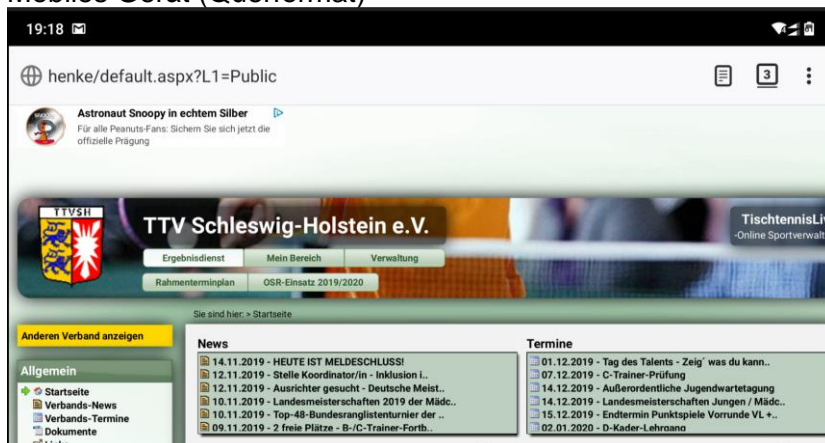 Mobiles Gerät (Querformat)
19:18
henke/default.aspx?L1=Public
3
Astronaut Snoopy in echtem Silber
Für alle Peanuts-Fans: Sichern Sie sich jetzt die
offizielle Prägung
TTVSH
TTV Schleswig-Holstein e.V.
TischtennisLiv
-Online Sportverwalt
Ergebnisdienst Mein Bereich Verwaltung
Rahmenterminplan OSR-Einsatz 2019/2020
Sie sind hier: > Startseite
Anderen Verband anzeigen
Allgemein
Startseite
Verbands-News
Verbands-Termine
Dokumente
News
14.11.2019 - HEUTE IST MELDESCHLUSS!
12.11.2019 - Stelle Koordinator/in - Inklusion i..
12.11.2019 - Ausrichter gesucht - Deutsche Meist..
10.11.2019 - Landesmeisterschaften 2019 der Mädc..
10.11.2019 - Top-48-Bundesranglistenturnier der ..
09.11.2019 - 2 freie Plätze - B-/C-Trainer-Fortb..
Termine
01.12.2019 - Tag des Talents - Zeig´ was du kann..
07.12.2019 - C-Trainer-Prüfung
14.12.2019 - Außerordentliche Jugendwartetagung
14.12.2019 - Landesmeisterschaften Jungen / Mädc..
15.12.2019 - Endtermin Punktspiele Vorrunde VL +..
02.01.2020 - D-Kader-Lehrgang